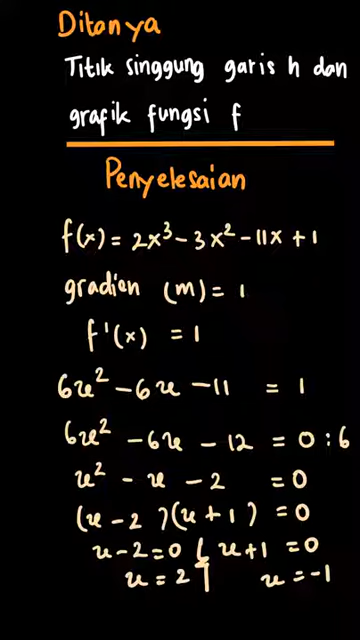 Ditanya
Titik singgung garis h dan
grafik fungsi f
Penyelesaian
f(x) = 2x³ - 3x² - 11x + 1
gradien (m) = 1
f'(x) = 1
6x² - 6x - 11 = 1
6x² - 6x - 12 = 0 : 6
x² - x - 2 = 0
(x - 2)(x + 1) = 0
x - 2 = 0 x + 1 = 0
x = 2 x = -1